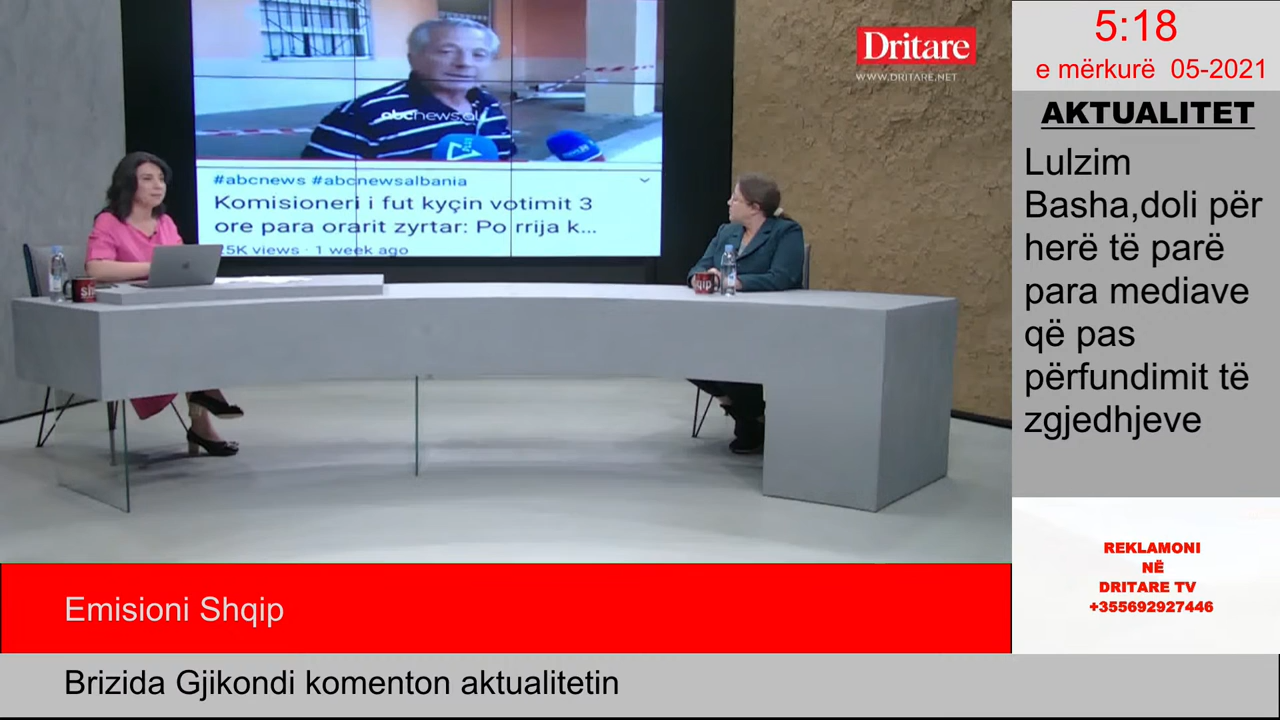 Dritare
WWW.DRITARE.NET
abcnews.al
#abcnews #abcnewsalbania
Komisioneri i fut kyçin votimit 3
ore para orarit zyrtar: Po rrija k...
5K views · 1 week ago
5:18
e mërkurë 05-2021
AKTUALITET
Lulzim
Basha,doli për
herë të parë
para mediave
që pas
përfundimit të
zgjedhjeve
REKLAMONI
NË
DRITARE TV
+355692927446
Emisioni Shqip
Brizida Gjikondi komenton aktualitetin